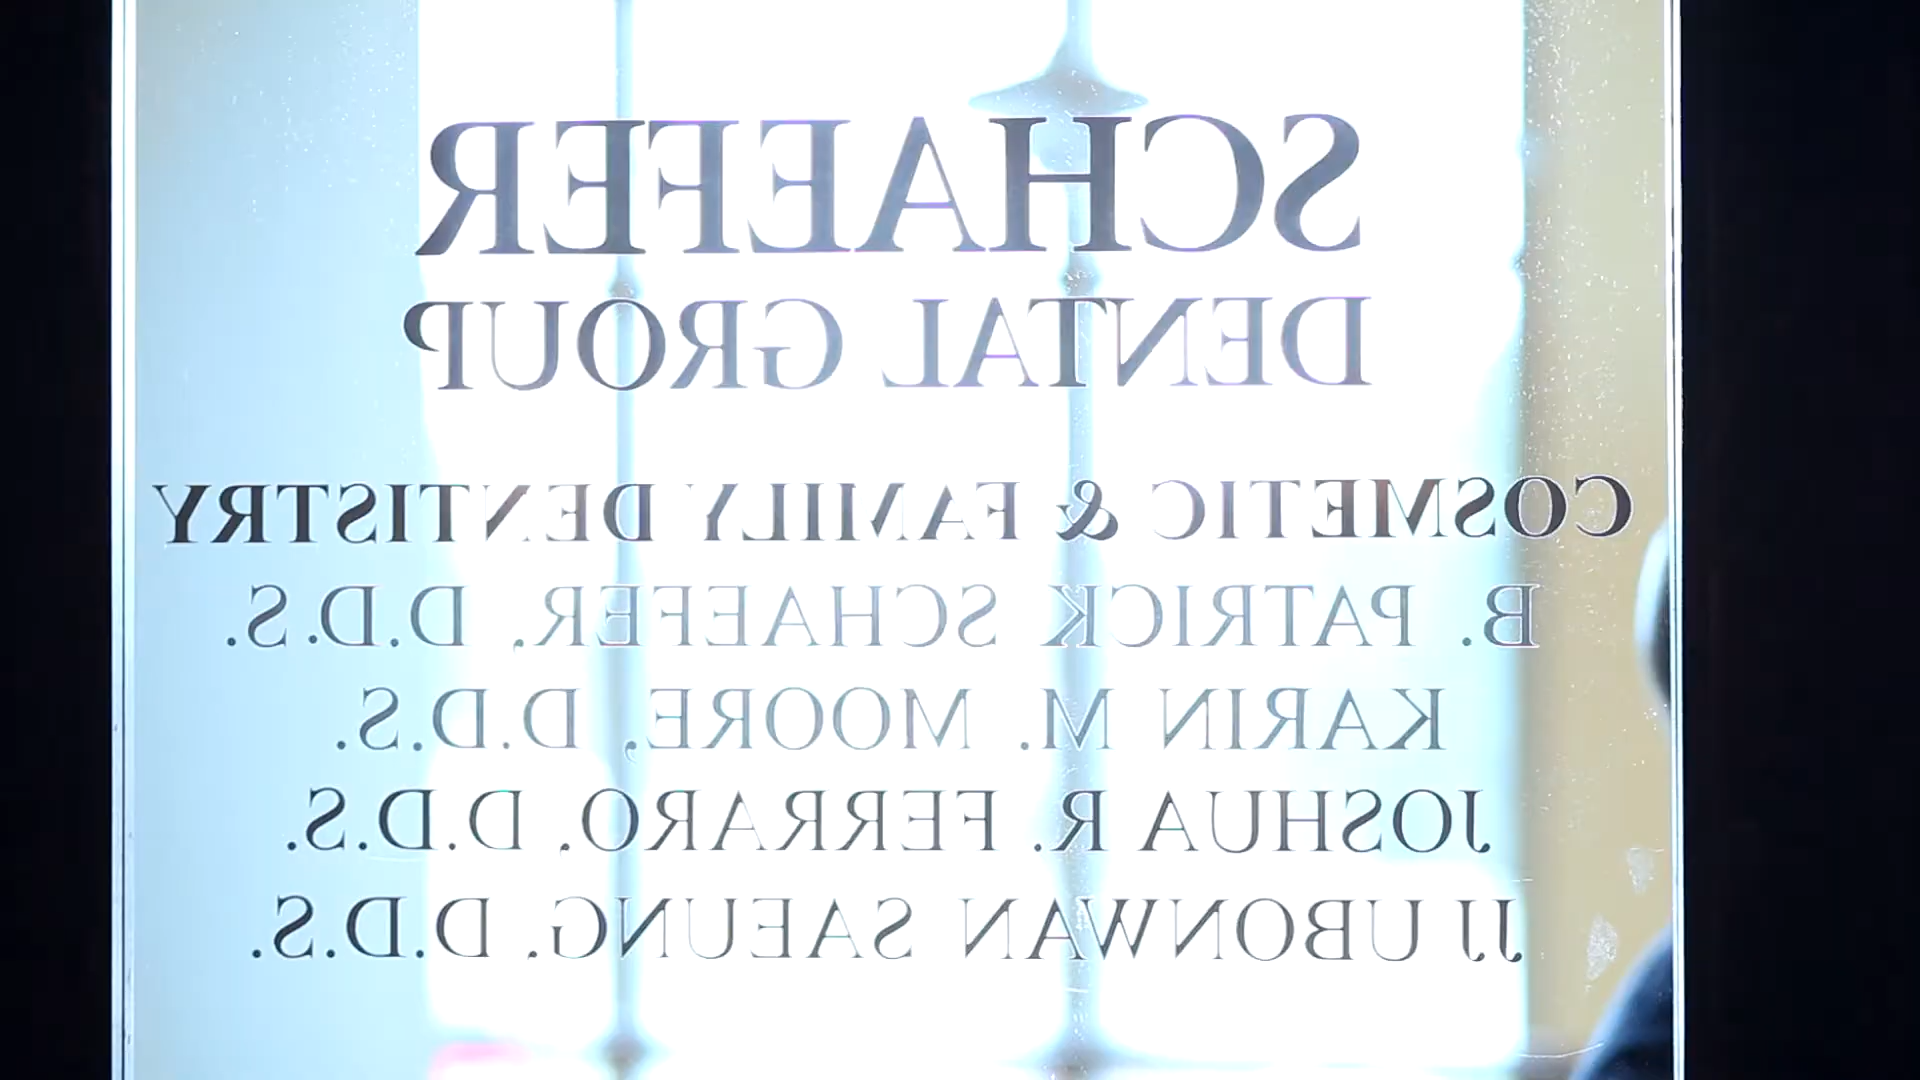 SCHAEFER
DENTAL GROUP
COSMETIC & FAMILY DENTISTRY
B. PATRICK SCHAEFER, D.D.S.
KARIN M. MOORE, D.D.S.
JOSHUA R. FERRARO, D.D.S.
JJ UBONWAN SAEUNG, D.D.S.